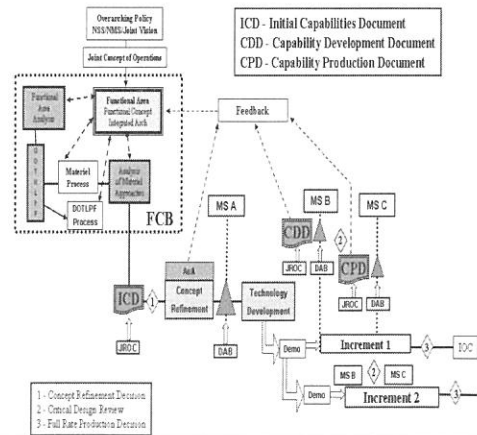 Overarching Policy
NSS/NMS/Joint Vision
Joint Concept of Operations
ICD - Initial Capabilities Document
CDD - Capability Development Document
CPD - Capability Production Document
Functional
Area
Analysis
Functional Area
Functional Concept
Integrated Arch
Feedback
Materiel
Process
Analysis
of Materiel
Approaches
DOTLPF
Process
FCB
MS A
MS B
MS C
CDD
CPD
2
JROC
DAB
JROC
DAB
ICD
1
AoA
Concept
Refinement
Technology
Development
JROC
DAB
Demo
Increment 1
3
IOC
MS B
2
MS C
Demo
Increment 2
3
1 - Concept Refinement Decision
2 - Critical Design Review
3 - Full Rate Production Decision